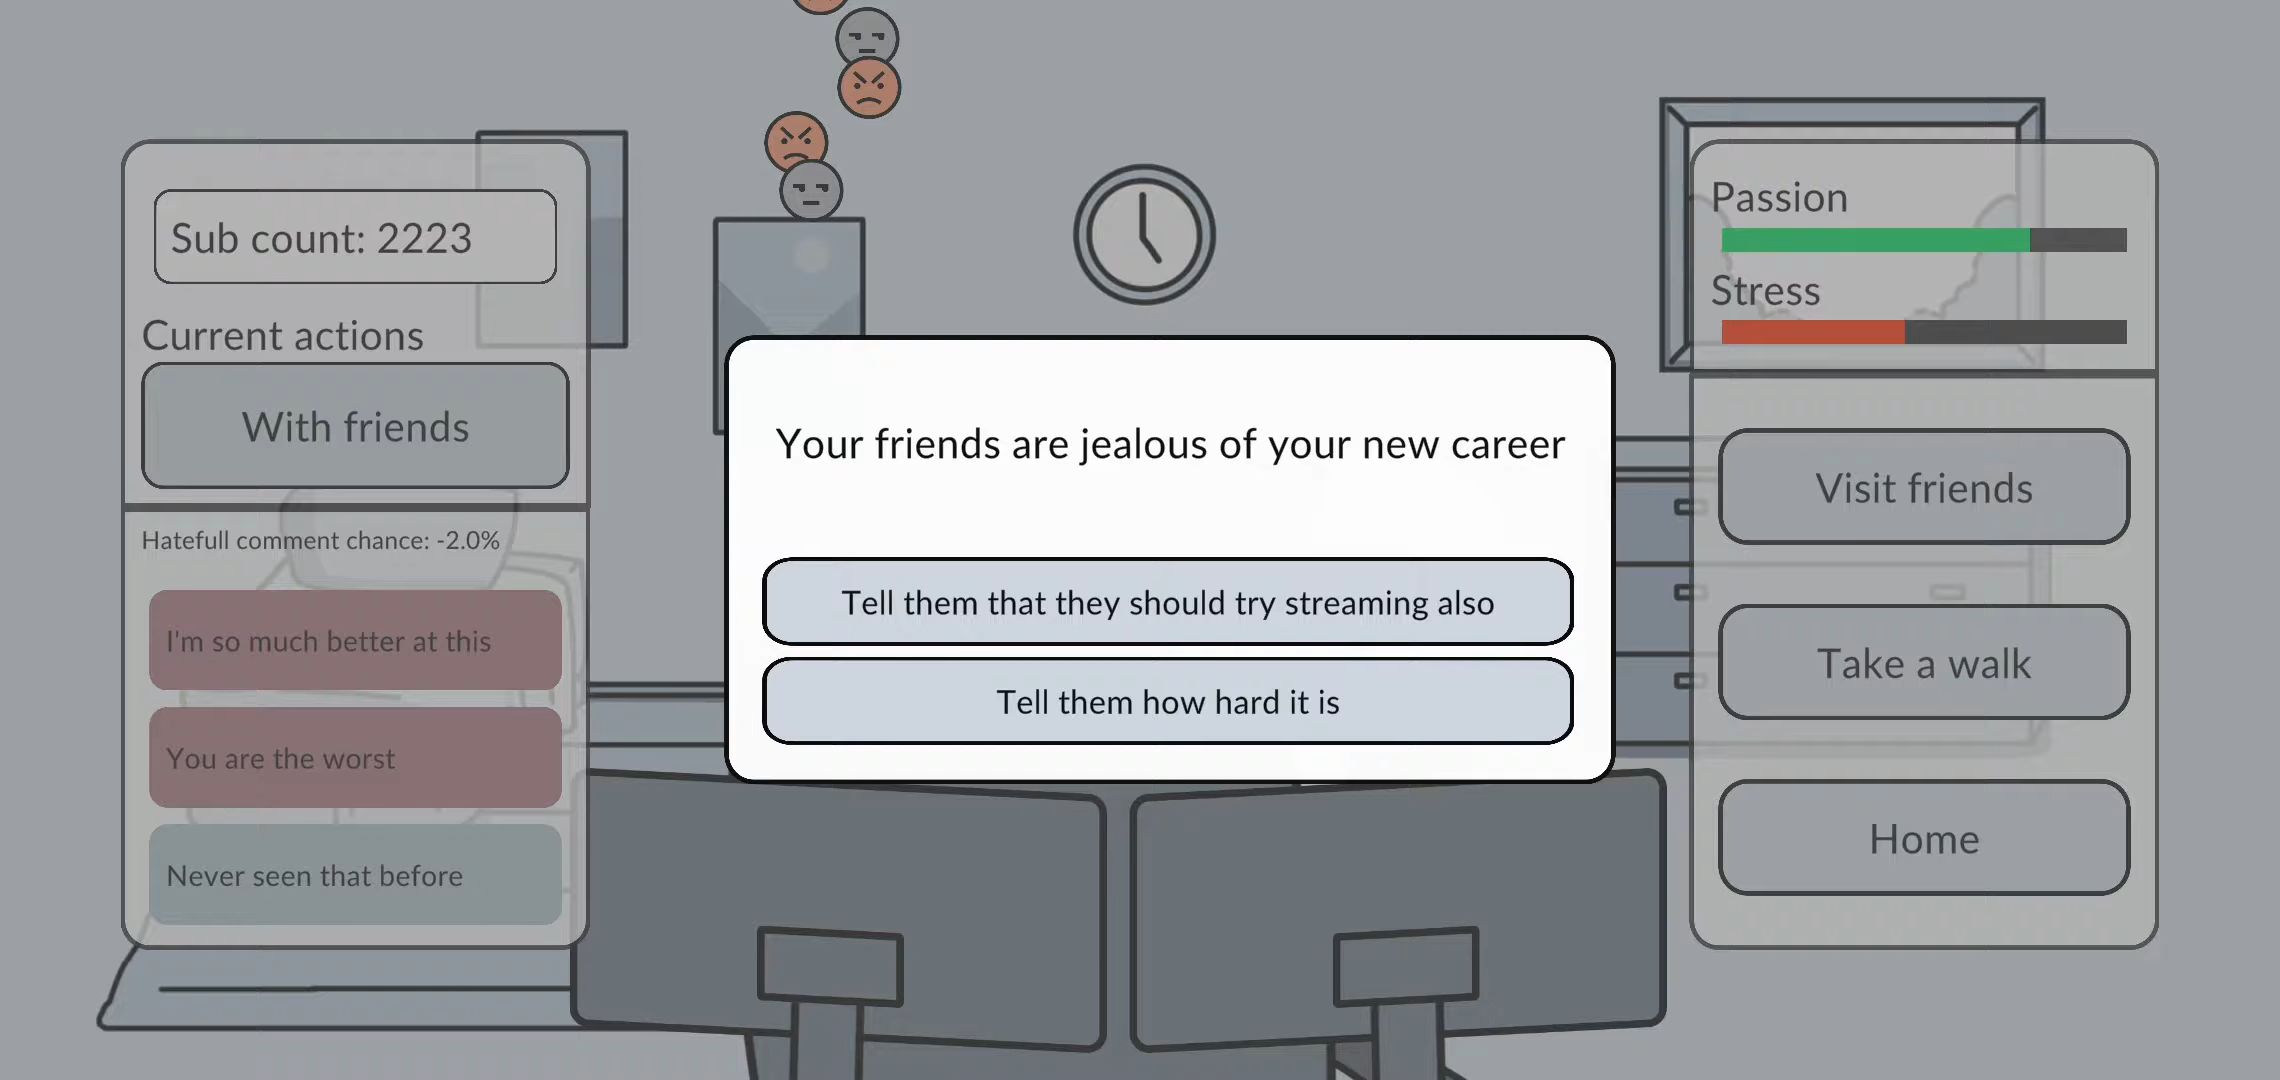 Sub count: 2223
Current actions
With friends
Hatefull comment chance: -2.0%
I'm so much better at this
You are the worst
Never seen that before
Your friends are jealous of your new career
Tell them that they should try streaming also
Tell them how hard it is
Passion
Stress
Visit friends
Take a walk
Home